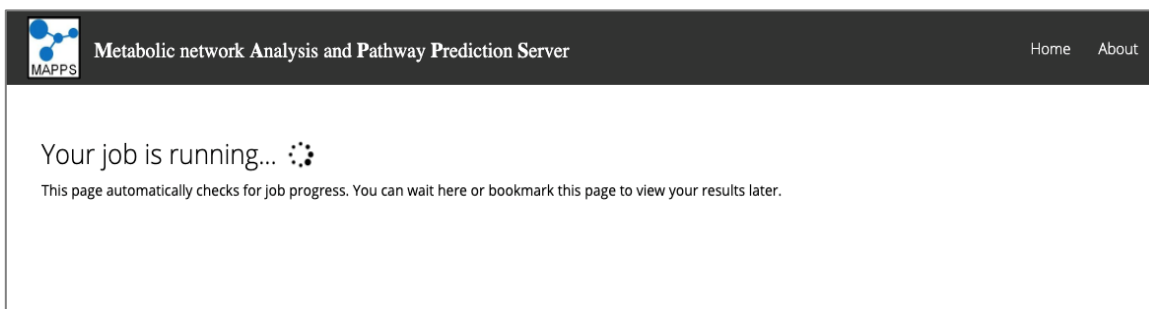 MAPPS
Metabolic network Analysis and Pathway Prediction Server
Home About
Your job is running...
This page automatically checks for job progress. You can wait here or bookmark this page to view your results later.